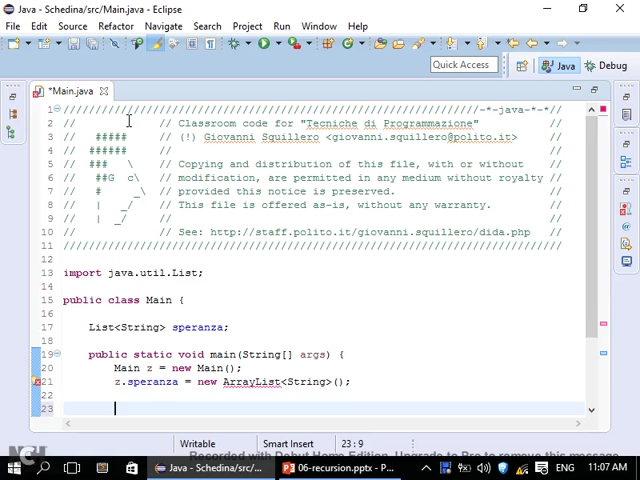 Java - Schedina/src/Main.java - Eclipse
File Edit Source Refactor Navigate Search Project Run Window Help
Quick Access
Java Debug
*Main.java
1 //////////////////////////////////////////////////////////////////-*-java-*-*//
2 // // Classroom code for "Tecniche di Programmazione" //
3 // ##### // (!) Giovanni Squillero <giovanni.squillero@polito.it> //
4 // ###### // //
5 // ### \ // Copying and distribution of this file, with or without //
6 // ##G c\ // modification, are permitted in any medium without royalty //
7 // # _\ // provided this notice is preserved. //
8 // | _/ // This file is offered as-is, without any warranty. //
9 // | _/ // //
10 // // See: http://staff.polito.it/giovanni.squillero/dida.php //
11 //////////////////////////////////////////////////////////////////////////////
12
13 import java.util.List;
14
15 public class Main {
16
17 List<String> speranza;
18
19 public static void main(String[] args) {
20 Main z = new Main();
21 z.speranza = new ArrayList<String>();
22
23
Writable Smart Insert 23 : 9
NCH
Recorded with Debut Home Edition. Upgrade to Pro to remove this message
Java - Schedina/src/... 06-recursion.pptx - P... ENG 11:07 AM